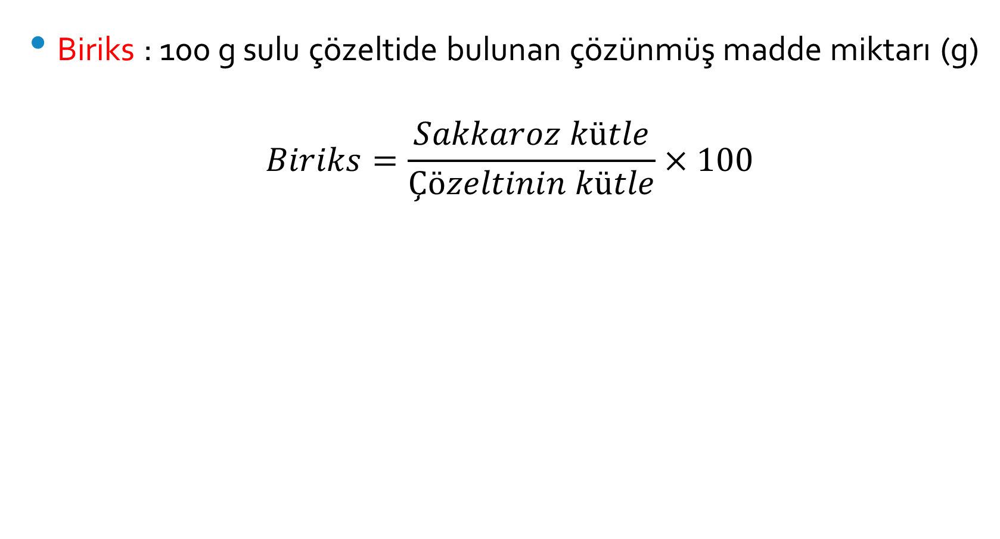 • Biriks : 100 g sulu çözeltide bulunan çözünmüş madde miktarı (g)
Biriks = Sakkaroz kütle / Çözeltinin kütle × 100